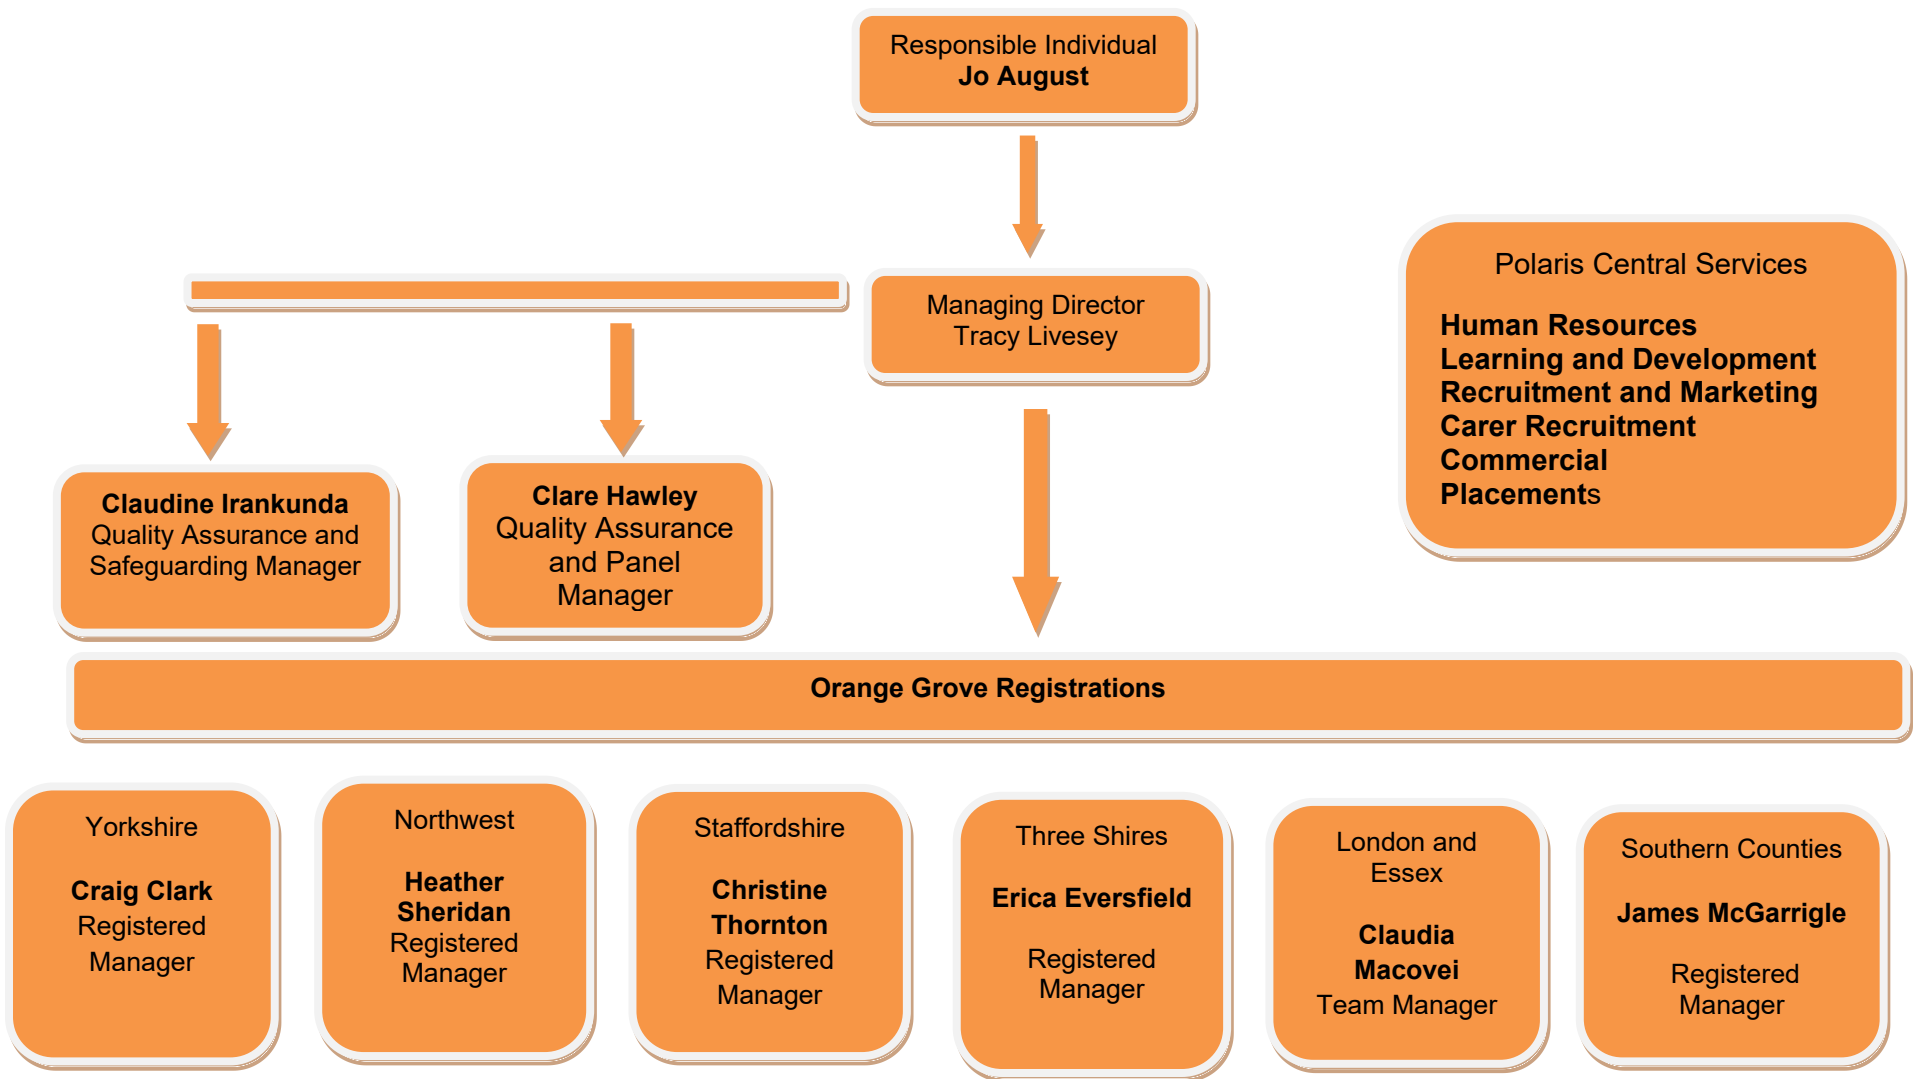 Responsible Individual
Jo August
Managing Director
Tracy Livesey
Polaris Central Services
Human Resources
Learning and Development
Recruitment and Marketing
Carer Recruitment
Commercial
Placements
Claudine Irankunda
Quality Assurance and
Safeguarding Manager
Clare Hawley
Quality Assurance
and Panel
Manager
Orange Grove Registrations
Yorkshire
Craig Clark
Registered
Manager
Northwest
Heather
Sheridan
Registered
Manager
Staffordshire
Christine
Thornton
Registered
Manager
Three Shires
Erica Eversfield
Registered
Manager
London and
Essex
Claudia
Macovei
Team Manager
Southern Counties
James McGarrigle
Registered
Manager